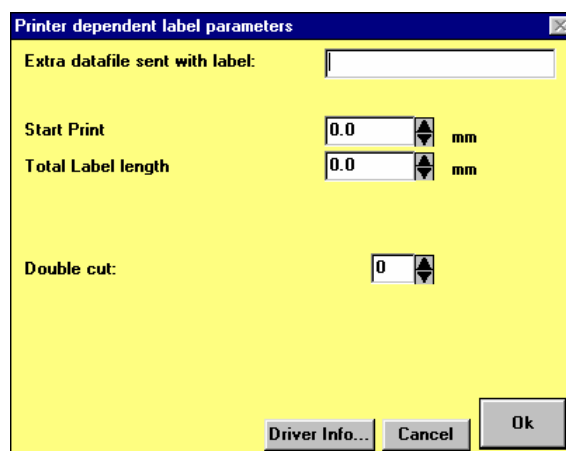 Printer dependent label parameters
Extra datafile sent with label:
Start Print 0.0 mm
Total Label length 0.0 mm
Double cut: 0
Driver Info... Cancel Ok